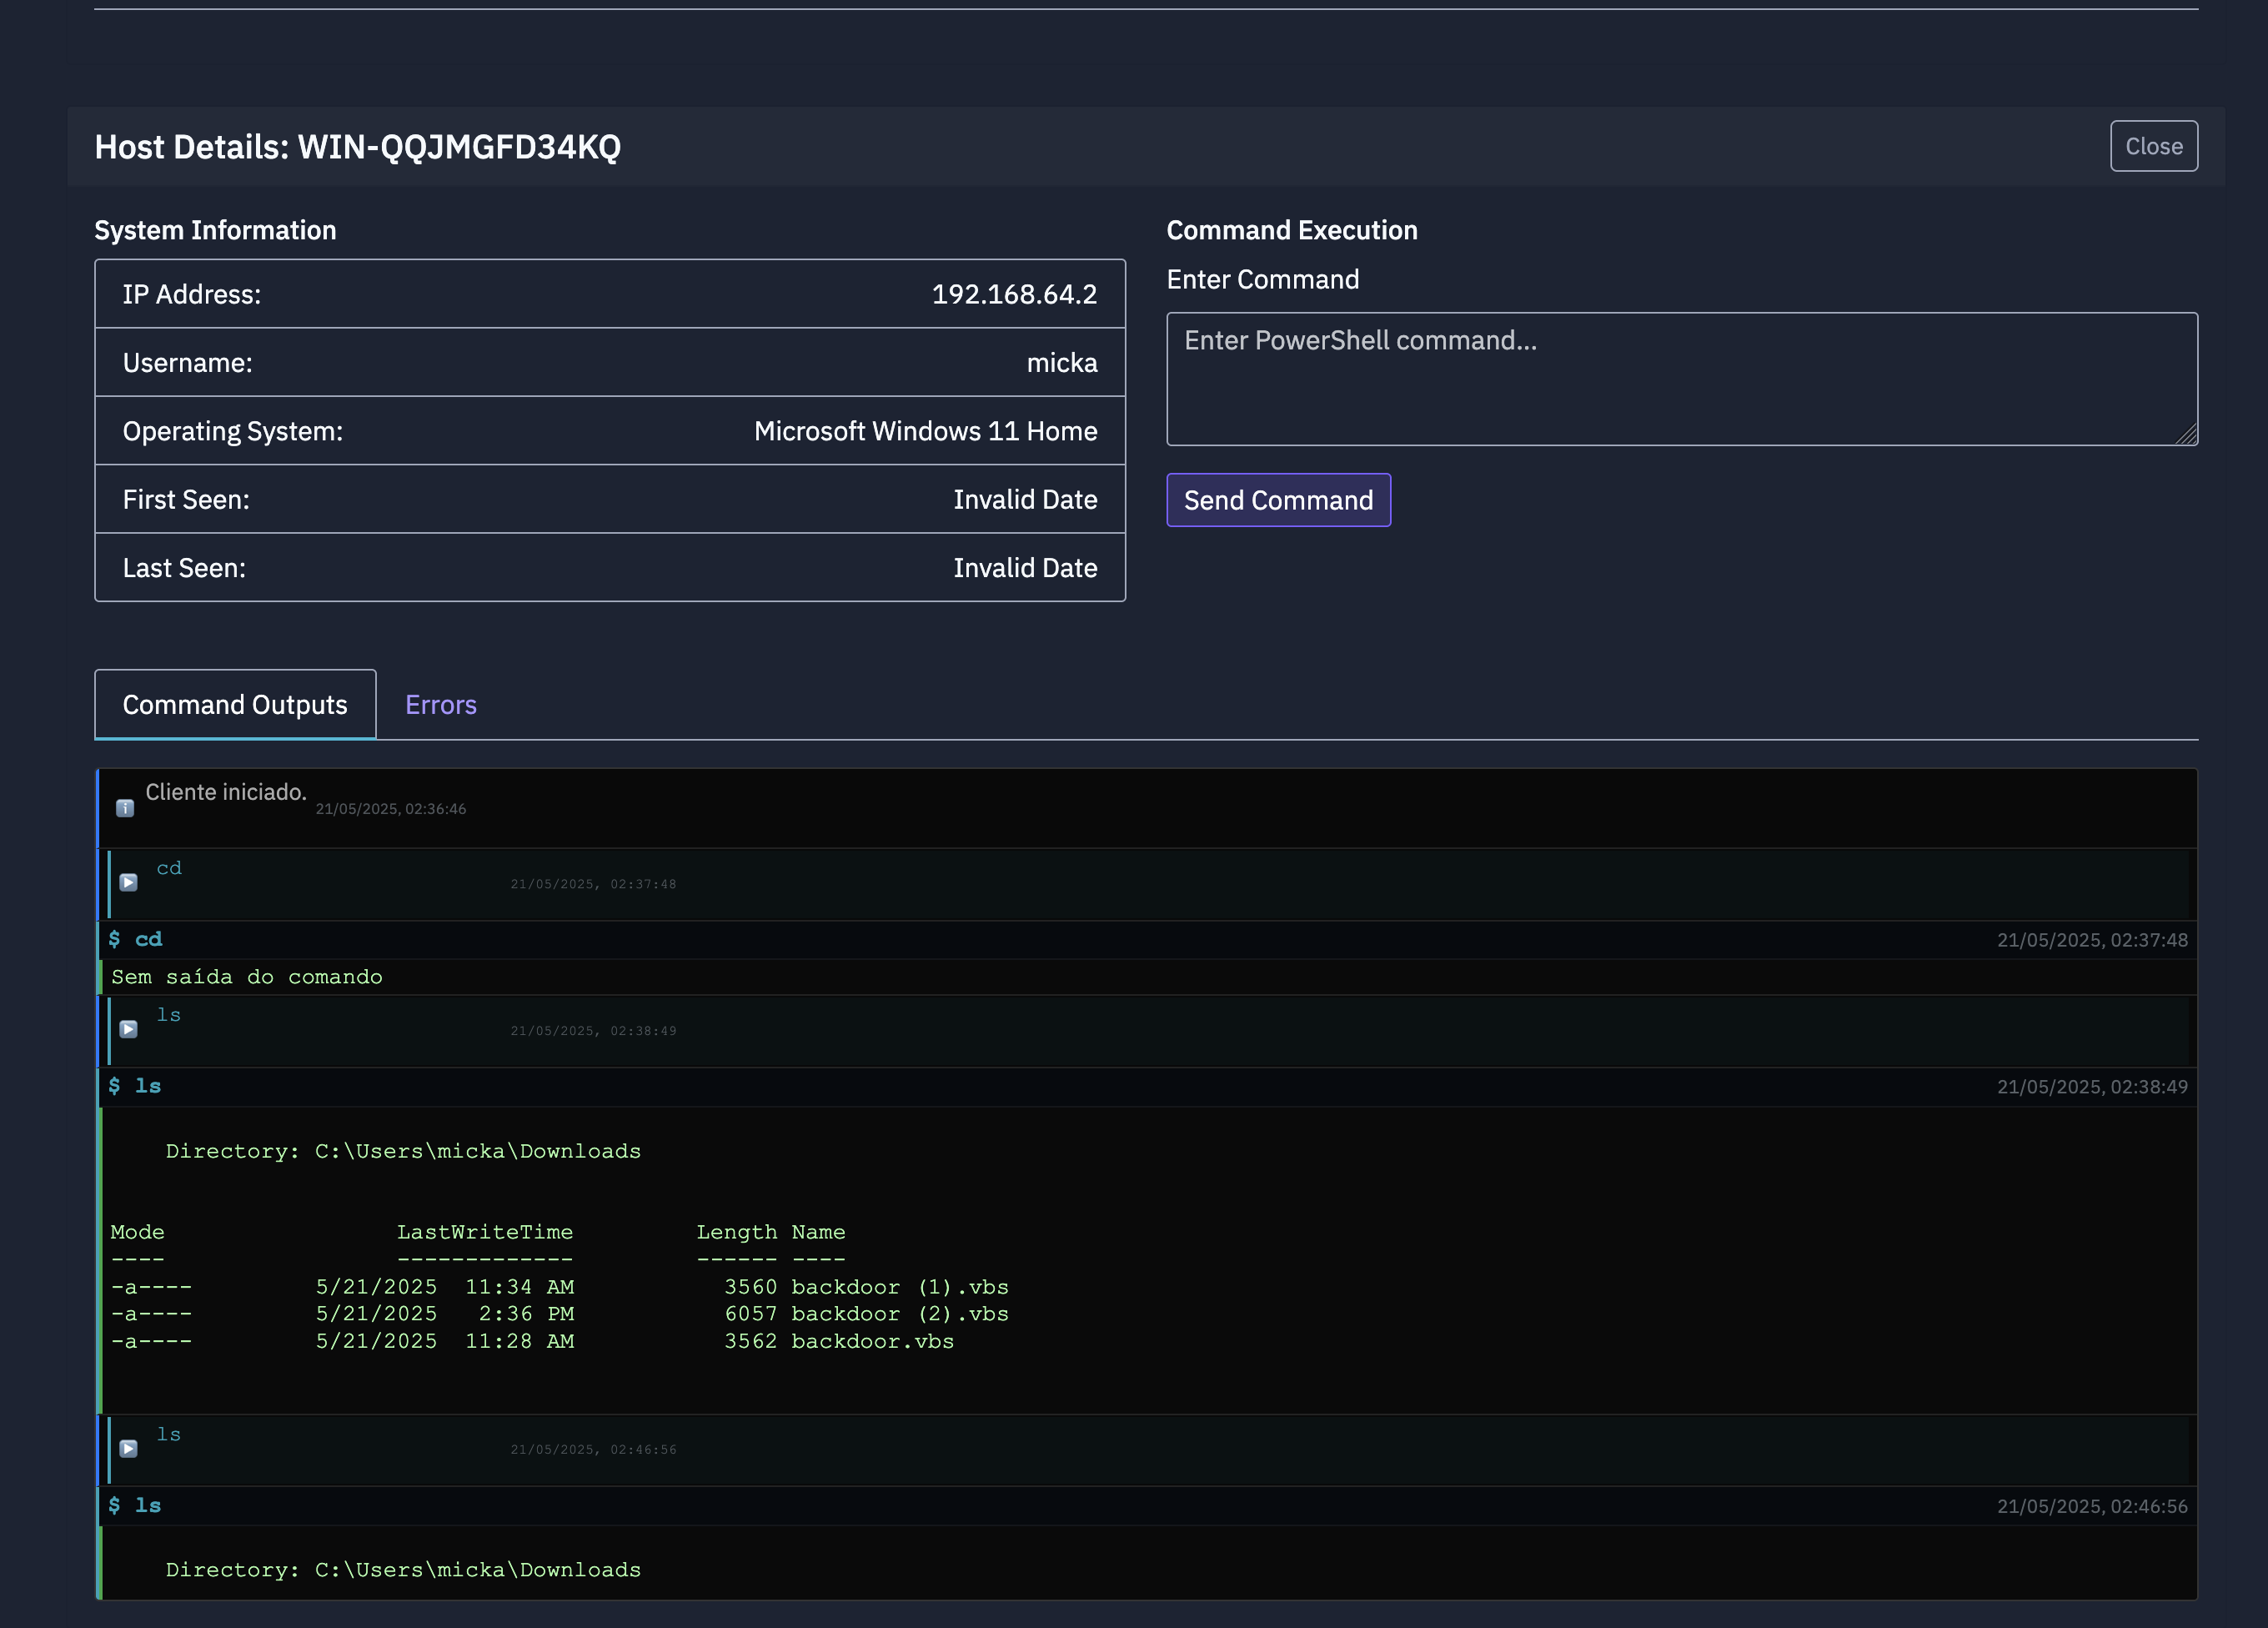 Host Details: WIN-QQJMGFD34KQ
Close
System Information
IP Address: 192.168.64.2
Username: micka
Operating System: Microsoft Windows 11 Home
First Seen: Invalid Date
Last Seen: Invalid Date
Command Execution
Enter Command
Enter PowerShell command...
Send Command
Command Outputs Errors
Cliente iniciado. 21/05/2025, 02:36:46
cd 21/05/2025, 02:37:48
$ cd 21/05/2025, 02:37:48
Sem saída do comando
ls 21/05/2025, 02:38:49
$ ls 21/05/2025, 02:38:49
Directory: C:\Users\micka\Downloads
Mode LastWriteTime Length Name
---- ------------- ------ ----
-a---- 5/21/2025 11:34 AM 3560 backdoor (1).vbs
-a---- 5/21/2025 2:36 PM 6057 backdoor (2).vbs
-a---- 5/21/2025 11:28 AM 3562 backdoor.vbs
ls 21/05/2025, 02:46:56
$ ls 21/05/2025, 02:46:56
Directory: C:\Users\micka\Downloads